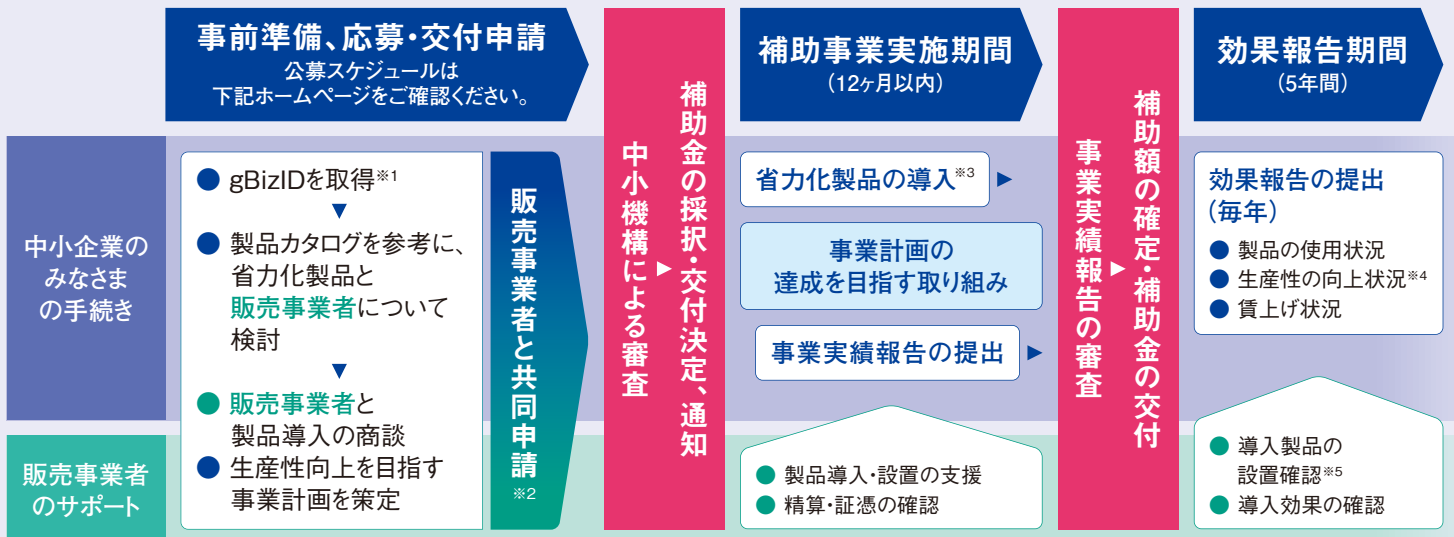 事前準備、応募・交付申請
公募スケジュールは
下記ホームページをご確認ください。
中小企業の
みなさま
の手続き
● gBizIDを取得※1
▼
● 製品カタログを参考に、
省力化製品と
販売事業者について
検討
▼
● 販売事業者と
製品導入の商談
● 生産性向上を目指す
事業計画を策定
販売事業者と共同申請※2
中小機構による審査
▶
補助金の採択・交付決定、通知
補助事業実施期間
(12ヶ月以内)
省力化製品の導入※3 ▶
事業計画の
達成を目指す取り組み
事業実績報告の提出 ▶
事業実績報告の審査
▶
補助額の確定・補助金の交付
効果報告期間
(5年間)
効果報告の提出
(毎年)
● 製品の使用状況
● 生産性の向上状況※4
● 賃上げ状況
販売事業者
のサポート
● 製品導入・設置の支援
● 精算・証憑の確認
● 導入製品の
設置確認※5
● 導入効果の確認